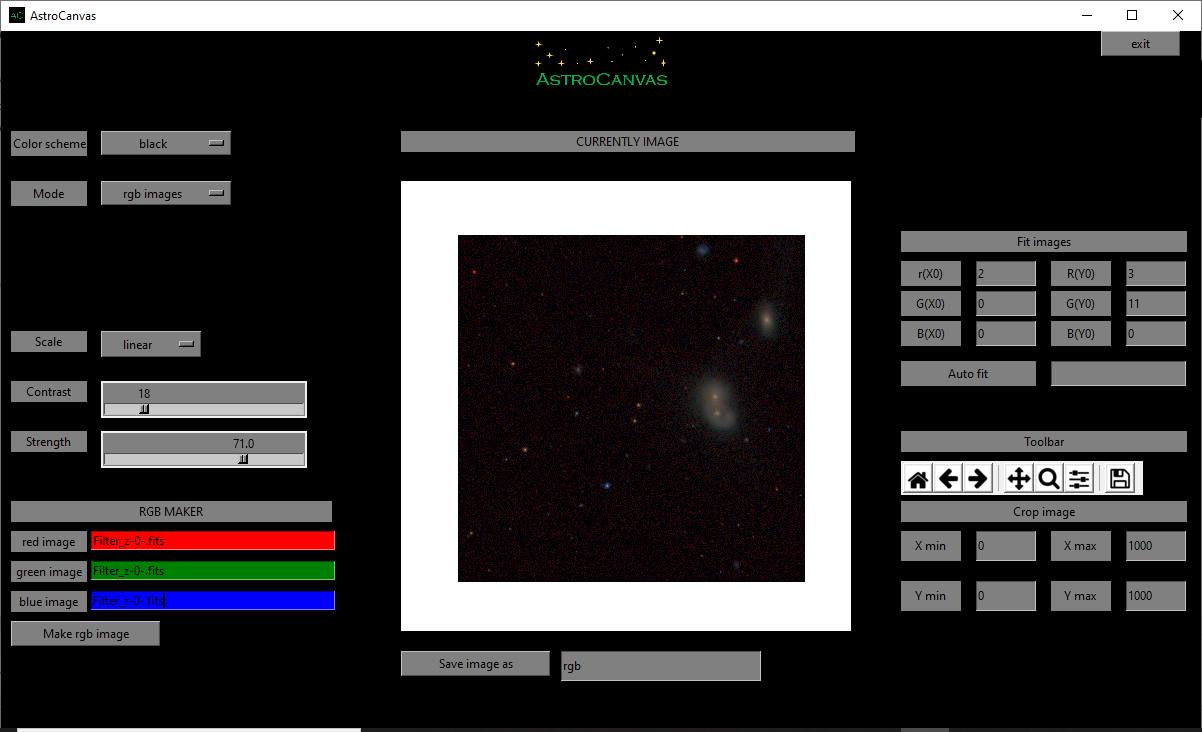 AC AstroCanvas
exit
ASTROCANVAS
Color scheme black
CURRENTLY IMAGE
Mode rgb images
Fit images
r(X0) 2 R(Y0) 3
G(X0) 0 G(Y0) 11
B(X0) 0 B(Y0) 0
Scale linear
Auto fit
Contrast 18
Strength 71.0
Toolbar
RGB MAKER
Crop image
red image Filter_z-0-.fits
X min 0 X max 1000
green image Filter_z-0-.fits
blue image Filter_z-0-.fits
Y min 0 Y max 1000
Make rgb image
Save image as rgb